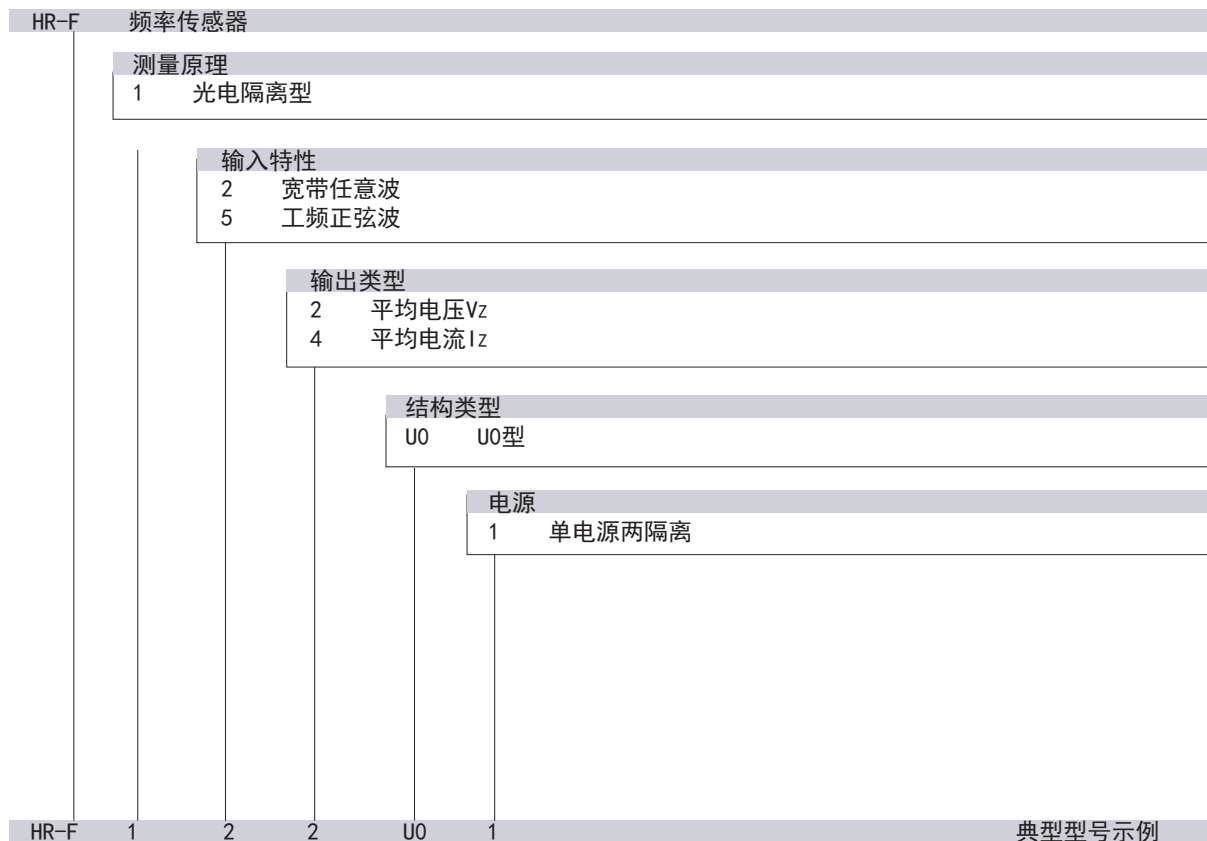 HR-F 频率传感器
测量原理
1 光电隔离型
输入特性
2 宽带任意波
5 工频正弦波
输出类型
2 平均电压Vz
4 平均电流Iz
结构类型
U0 U0型
电源
1 单电源两隔离
HR-F 1 2 2 U0 1 典型型号示例